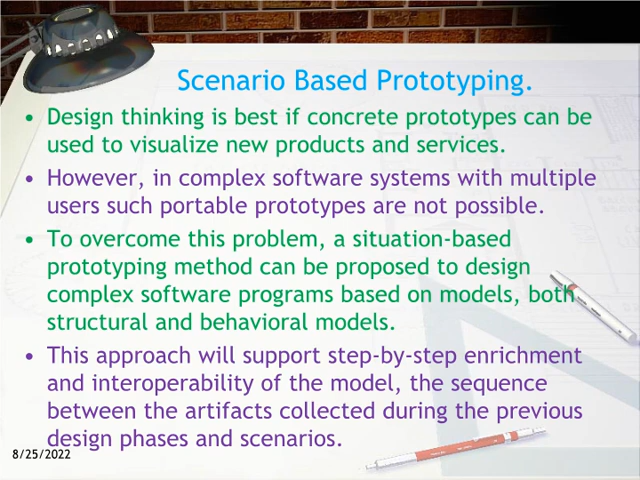 Scenario Based Prototyping.
• Design thinking is best if concrete prototypes can be
used to visualize new products and services.
• However, in complex software systems with multiple
users such portable prototypes are not possible.
• To overcome this problem, a situation-based
prototyping method can be proposed to design
complex software programs based on models, both
structural and behavioral models.
• This approach will support step-by-step enrichment
and interoperability of the model, the sequence
between the artifacts collected during the previous
design phases and scenarios.
8/25/2022